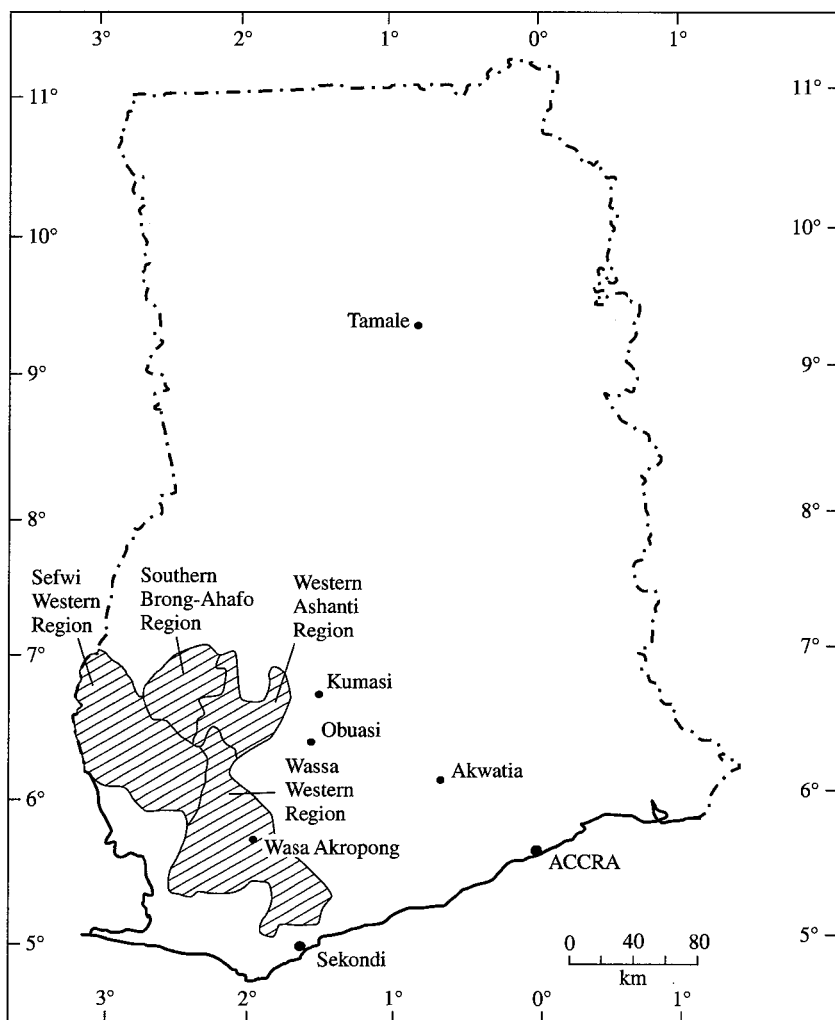 3° 2° 1° 0° 1°
11° 11°
10° 10°
Tamale
9° 9°
8° 8°
Sefwi
Western
Region
Southern
Brong-Ahafo
Region
Western
Ashanti
Region
7° 7°
Kumasi
Obuasi
Wassa
Western
Region
Akwatia
6° 6°
Wasa Akropong
ACCRA
5° 5°
Sekondi
0 40 80
km
3° 2° 1° 0° 1°